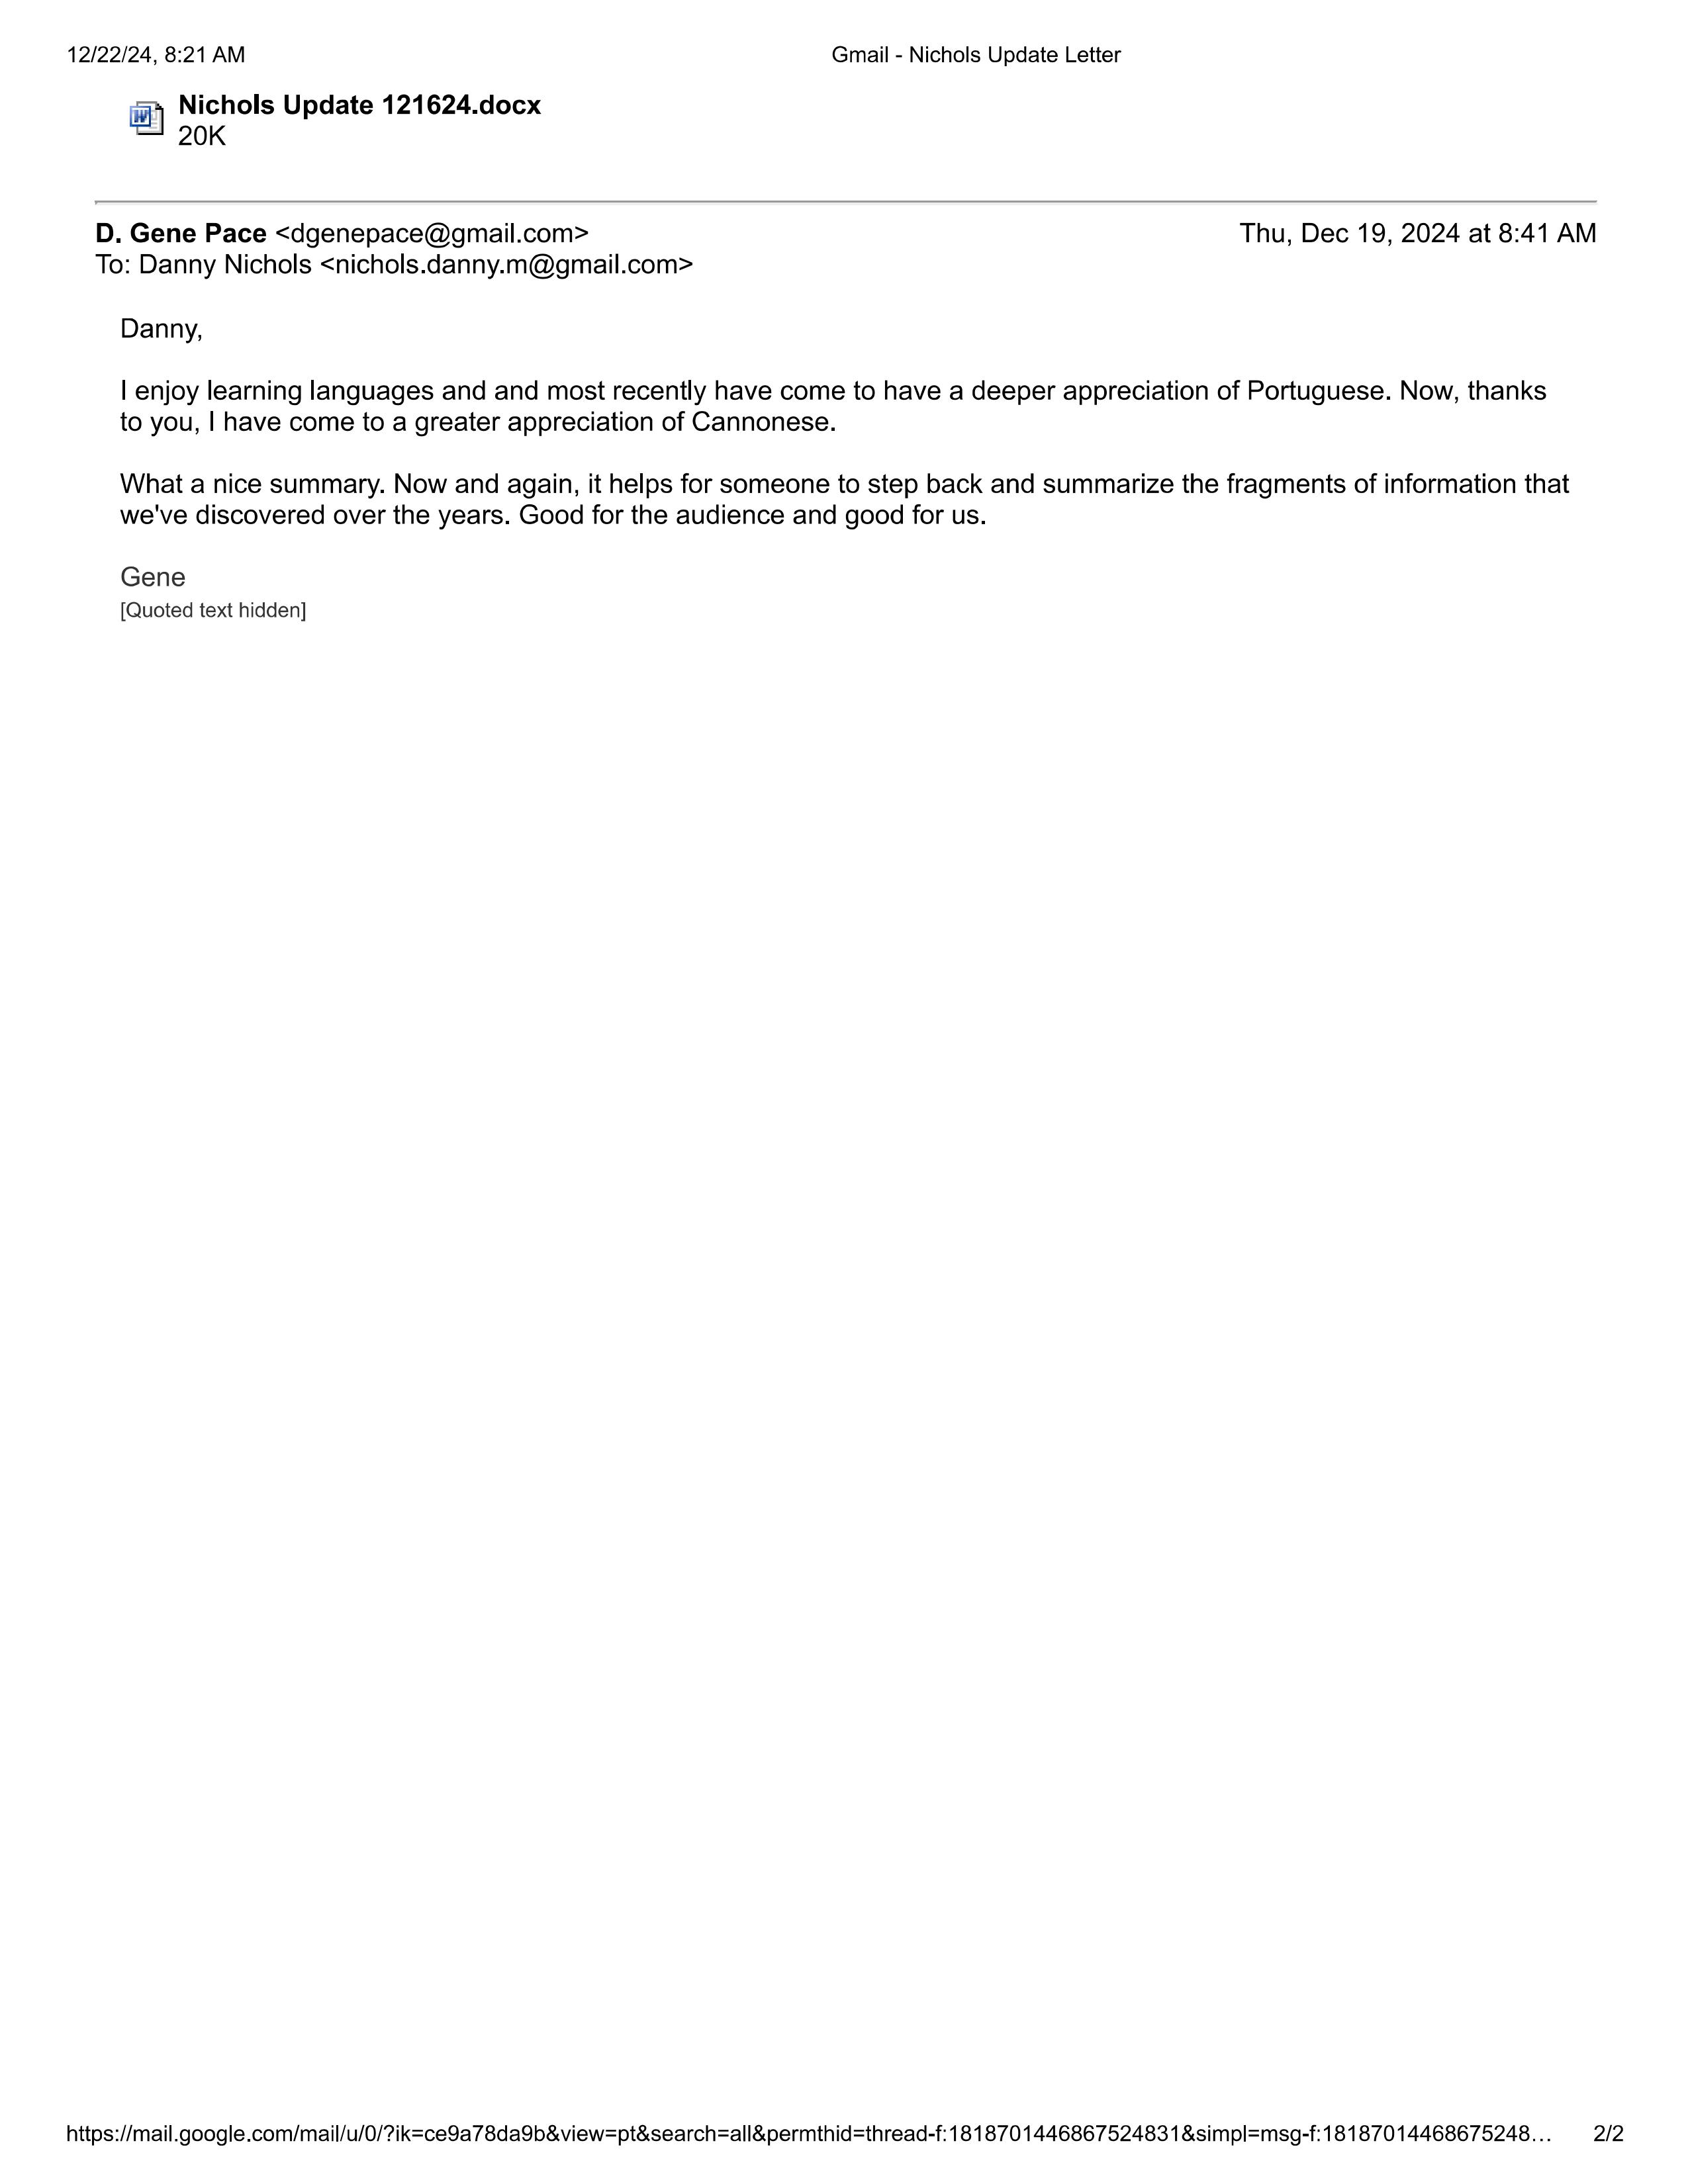 12/22/24, 8:21 AM
Gmail - Nichols Update Letter
Nichols Update 121624.docx
20K
D. Gene Pace <dgenepace@gmail.com>
Thu, Dec 19, 2024 at 8:41 AM
To: Danny Nichols <nichols.danny.m@gmail.com>
Danny,
I enjoy learning languages and and most recently have come to have a deeper appreciation of Portuguese. Now, thanks
to you, I have come to a greater appreciation of Cannonese.
What a nice summary. Now and again, it helps for someone to step back and summarize the fragments of information that
we've discovered over the years. Good for the audience and good for us.
Gene
[Quoted text hidden]
https://mail.google.com/mail/u/0/?ik=ce9a78da9b&view=pt&search=all&permthid=thread-f:1818701446867524831&simpl=msg-f:18187014468675248… 2/2